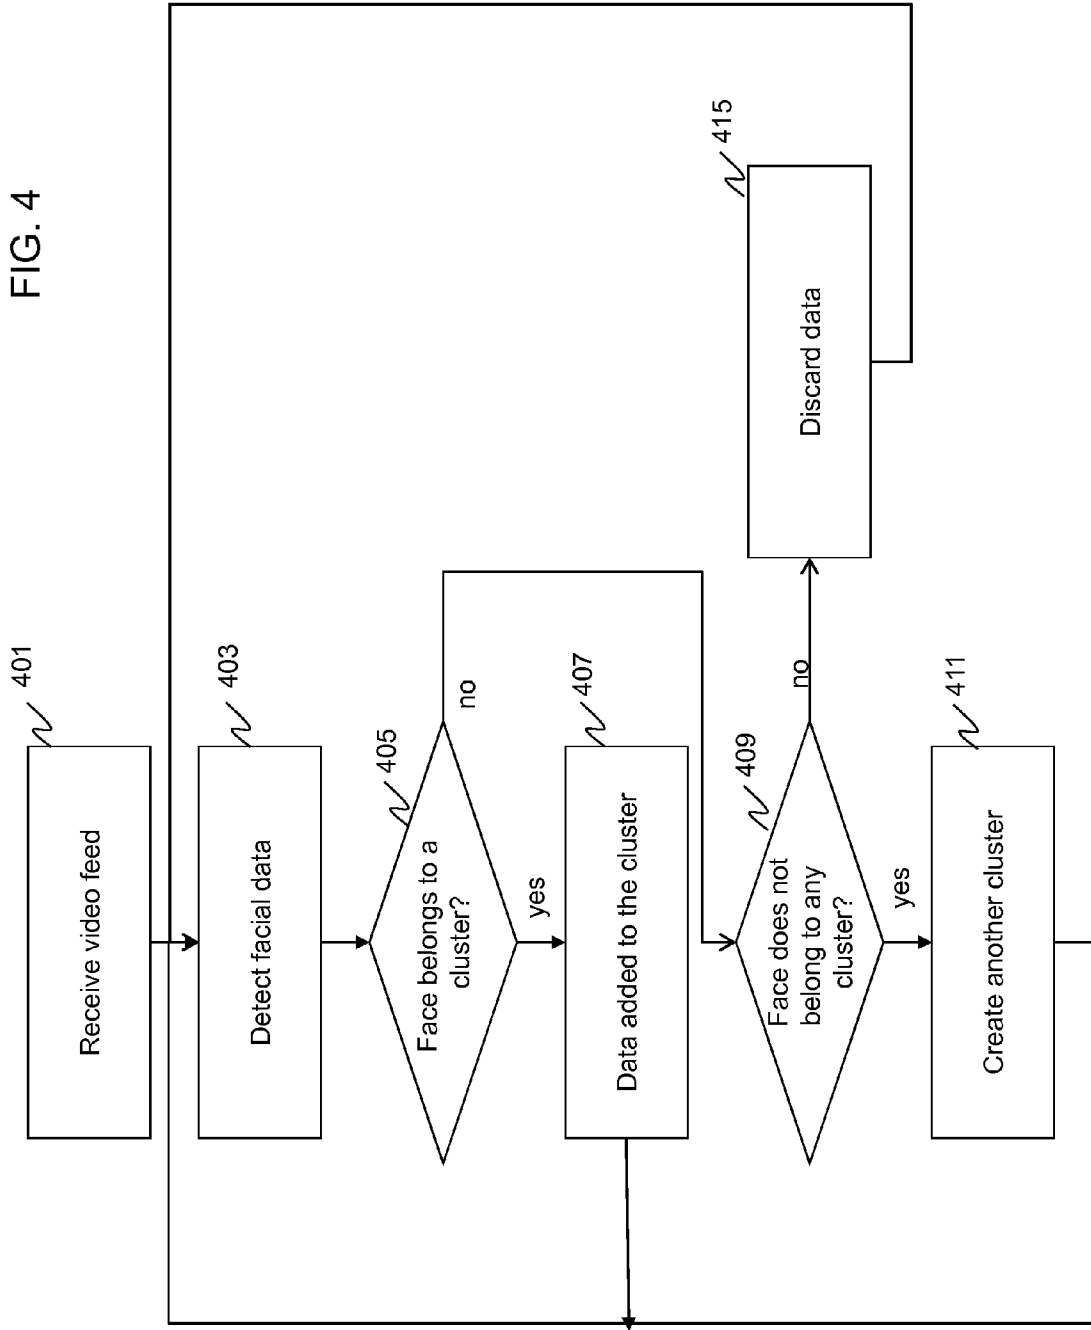 FIG. 4
401
Receive video feed
403
Detect facial data
405
Face belongs to a
cluster?
no
yes
407
Data added to the cluster
409
Face does not
belong to any
cluster?
no
yes
415
Discard data
411
Create another cluster